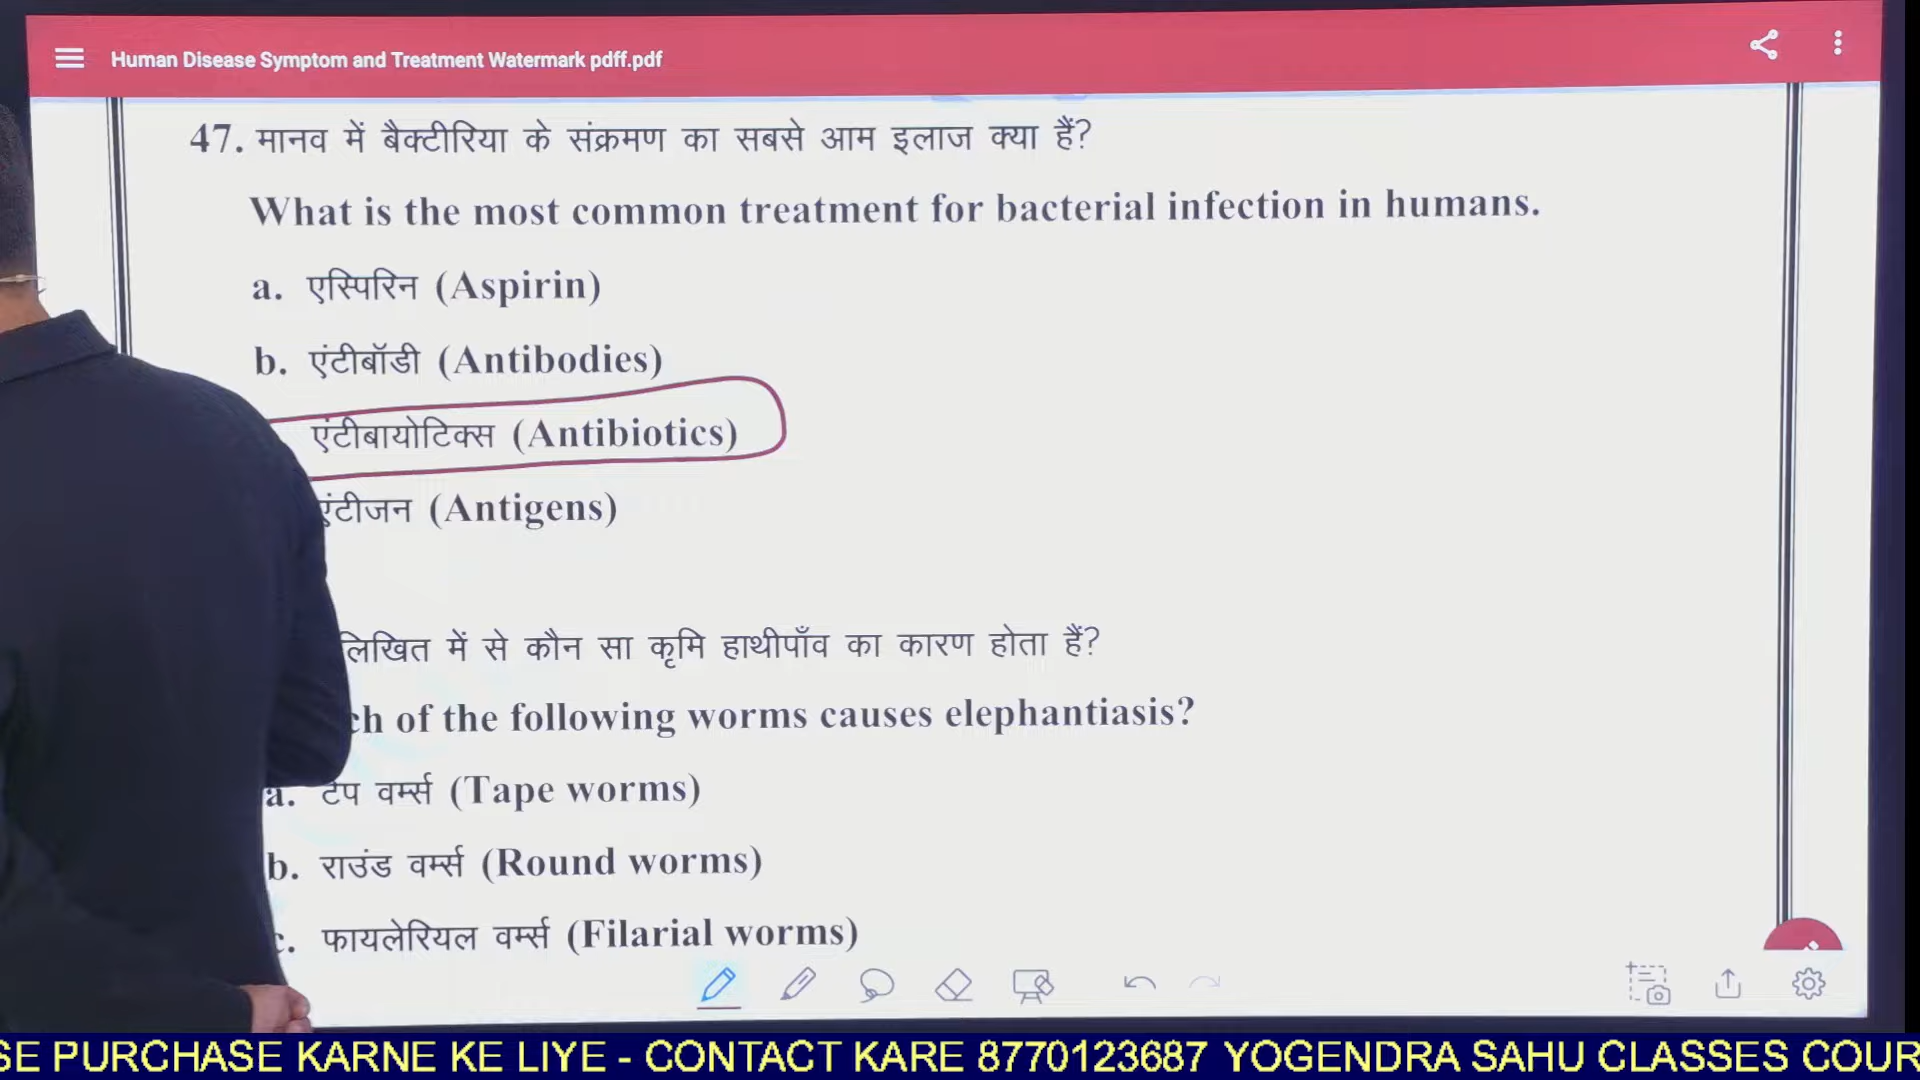 Human Disease Symptom and Treatment Watermark pdff.pdf
47. मानव में बैक्टीरिया के संक्रमण का सबसे आम इलाज क्या हैं?
What is the most common treatment for bacterial infection in humans.
a. एस्पिरिन (Aspirin)
b. एंटीबॉडी (Antibodies)
एंटीबायोटिक्स (Antibiotics)
एंटीजन (Antigens)
लिखित में से कौन सा कृमि हाथीपाँव का कारण होता हैं?
ch of the following worms causes elephantiasis?
a. टेप वर्म्स (Tape worms)
b. राउंड वर्म्स (Round worms)
c. फायलेरियल वर्म्स (Filarial worms)
SE PURCHASE KARNE KE LIYE - CONTACT KARE 8770123687 YOGENDRA SAHU CLASSES COUR